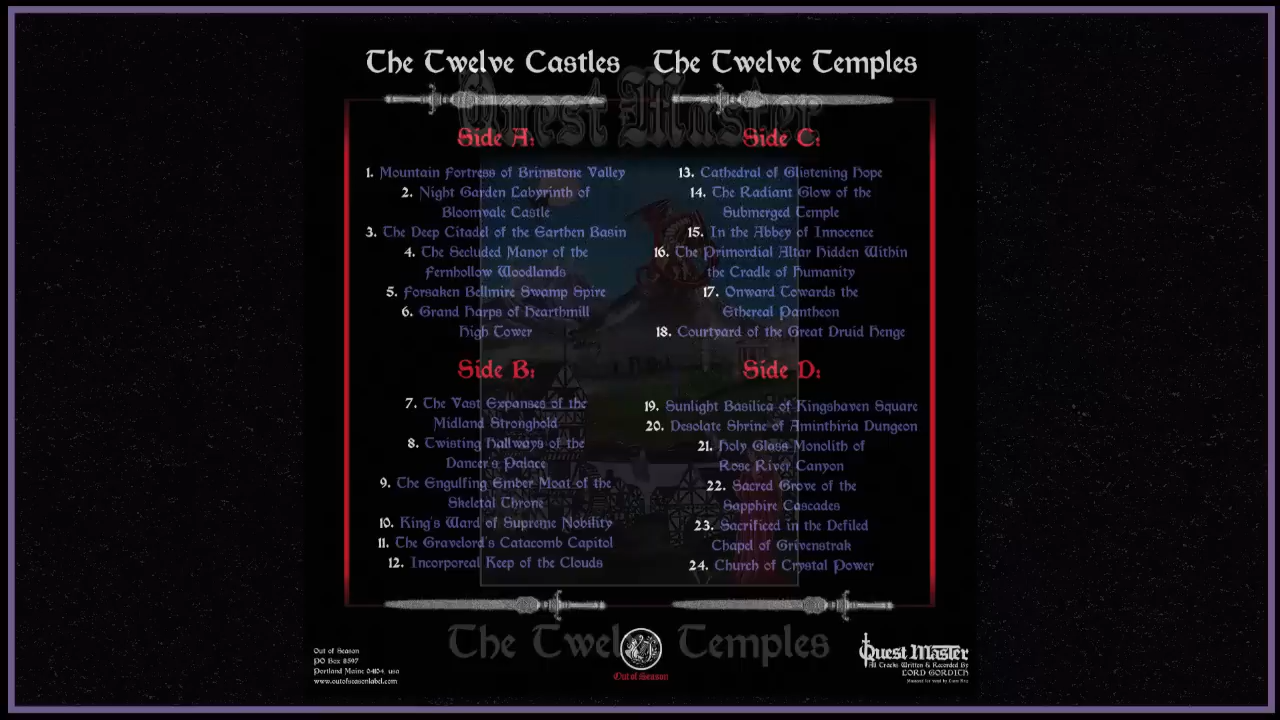 The Twelve Castles
Side A:
1. Mountain Fortress of Brimstone Valley
2. Night Garden Labyrinth of
Bloomvale Castle
3. The Deep Citadel of the Earthen Basin
4. The Secluded Manor of the
Fernhollow Woodlands
5. Forsaken Bellmire Swamp Spire
6. Grand Harps of Hearthmill
High Tower
Side B:
7. The Vast Expanses of the
Midland Stronghold
8. Twisting Hallways of the
Dancer's Palace
9. The Engulfing Ember Moat of the
Skeletal Throne
10. King's Ward of Supreme Nobility
11. The Gravelord's Catacomb Capitol
12. Incorporeal Keep of the Clouds
The Twelve Temples
Side C:
13. Cathedral of Glistening Hope
14. The Radiant Glow of the
Submerged Temple
15. In the Abbey of Innocence
16. The Primordial Altar Hidden Within
the Cradle of Humanity
17. Onward Towards the
Ethereal Pantheon
18. Courtyard of the Great Druid Henge
Side D:
19. Sunlight Basilica of Kingshaven Square
20. Desolate Shrine of Aminthiria Dungeon
21. Holy Glass Monolith of
Rose River Canyon
22. Sacred Grove of the
Sapphire Cascades
23. Sacrificed in the Defiled
Chapel of Grivenstrak
24. Church of Crystal Power
Quest Master
The Twel Temples
Out of Season
PO Box 8597
Portland Maine 04104, usa
www.outofseasonlabel.com
Out of Season
Quest Master
All Tracks Written & Recorded By
LORD GORDITH